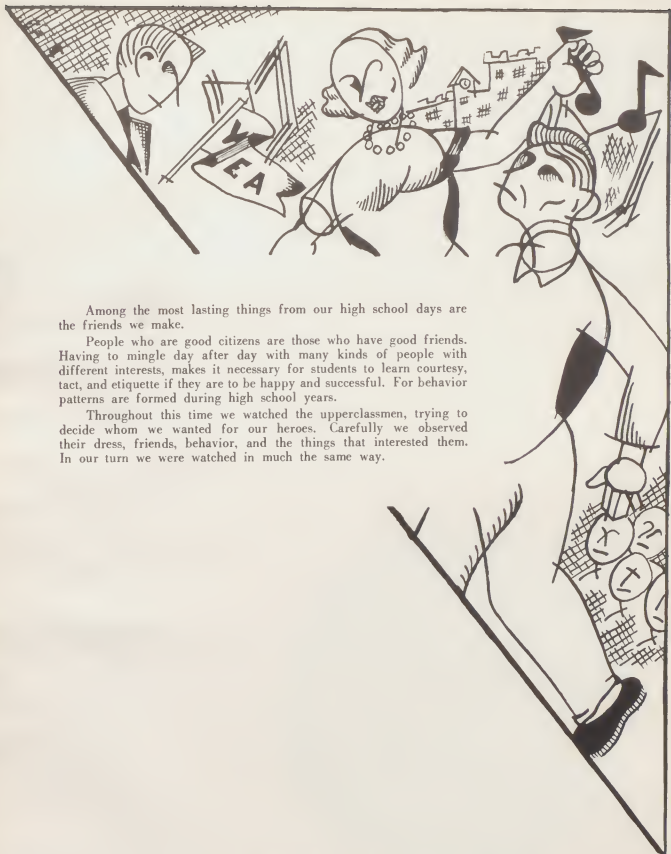 YEA
Among the most lasting things from our high school days are
the friends we make.
People who are good citizens are those who have good friends.
Having to mingle day after day with many kinds of people with
different interests, makes it necessary for students to learn courtesy,
tact, and etiquette if they are to be happy and successful. For behavior
patterns are formed during high school years.
Throughout this time we watched the upperclassmen, trying to
decide whom we wanted for our heroes. Carefully we observed
their dress, friends, behavior, and the things that interested them.
In our turn we were watched in much the same way.